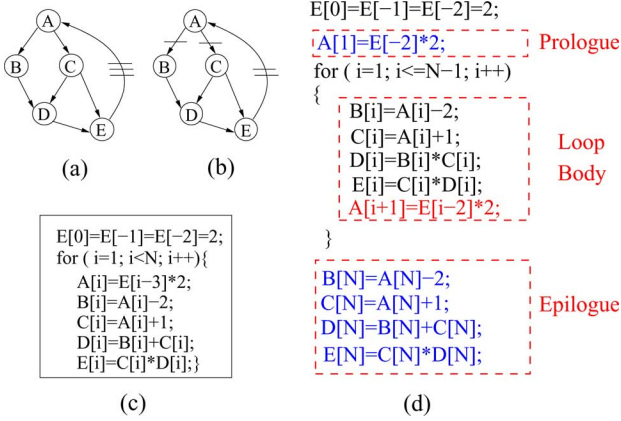 A
B
C
D
E
(a)
A
B
C
D
E
(b)
E[0]=E[−1]=E[−2]=2;
for ( i=1; i<N; i++){
A[i]=E[i−3]*2;
B[i]=A[i]−2;
C[i]=A[i]+1;
D[i]=B[i]+C[i];
E[i]=C[i]*D[i];}
(c)
E[0]=E[−1]=E[−2]=2;
A[1]=E[−2]*2;
Prologue
for ( i=1; i<=N−1; i++)
{
B[i]=A[i]−2;
C[i]=A[i]+1;
D[i]=B[i]*C[i];
E[i]=C[i]*D[i];
A[i+1]=E[i−2]*2;
Loop
Body
}
B[N]=A[N]−2;
C[N]=A[N]+1;
D[N]=B[N]+C[N];
E[N]=C[N]*D[N];
Epilogue
(d)